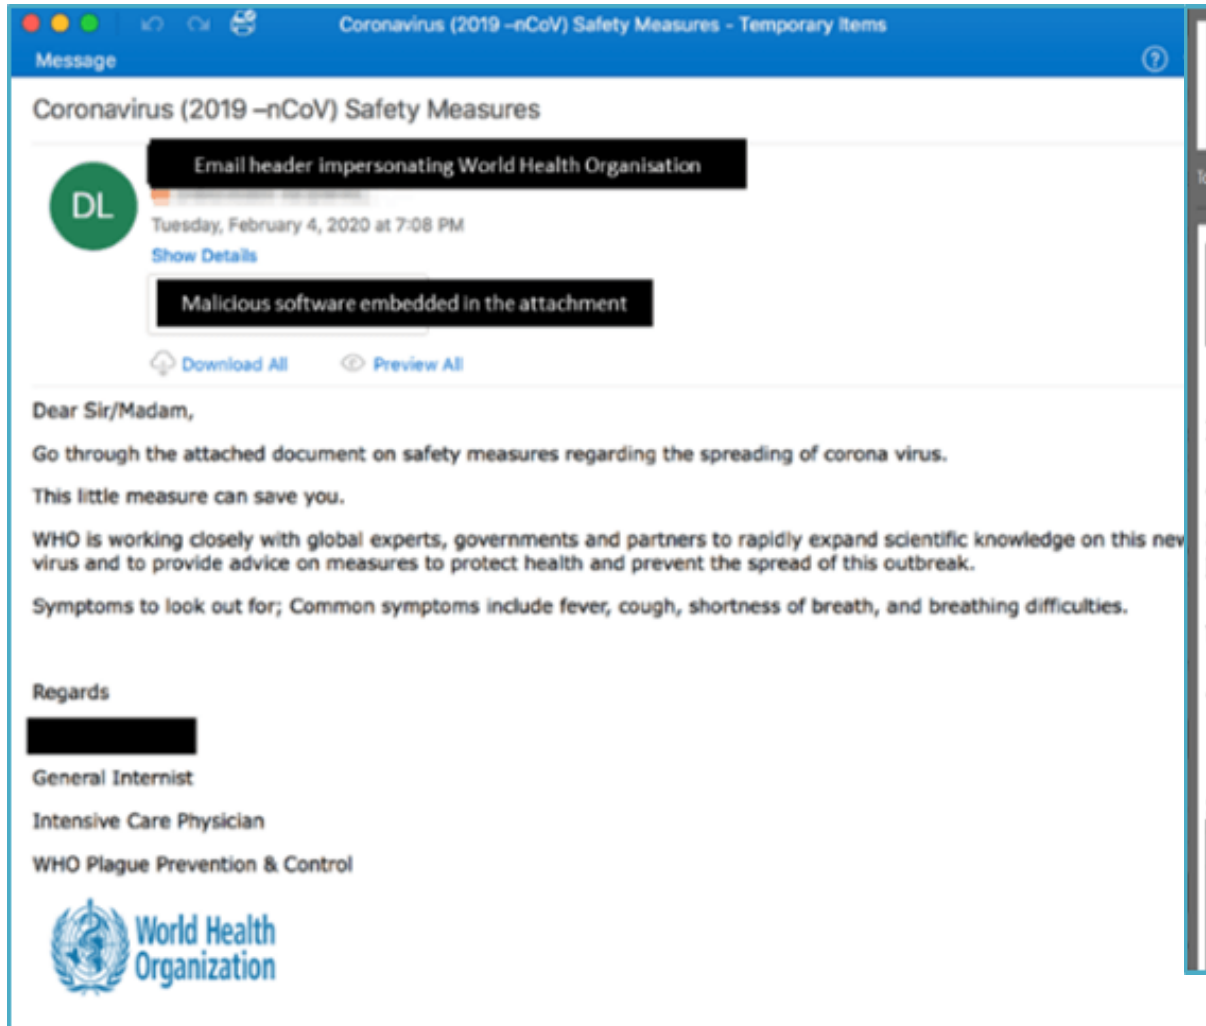 Coronavirus (2019 –nCoV) Safety Measures – Temporary Items
Message
?
Coronavirus (2019 –nCoV) Safety Measures
Email header impersonating World Health Organisation
DL
Tuesday, February 4, 2020 at 7:08 PM
Show Details
Malicious software embedded in the attachment
Download All Preview All
Dear Sir/Madam,
Go through the attached document on safety measures regarding the spreading of corona virus.
This little measure can save you.
WHO is working closely with global experts, governments and partners to rapidly expand scientific knowledge on this new
virus and to provide advice on measures to protect health and prevent the spread of this outbreak.
Symptoms to look out for; Common symptoms include fever, cough, shortness of breath, and breathing difficulties.
Regards
General Internist
Intensive Care Physician
WHO Plague Prevention & Control
World Health
Organization